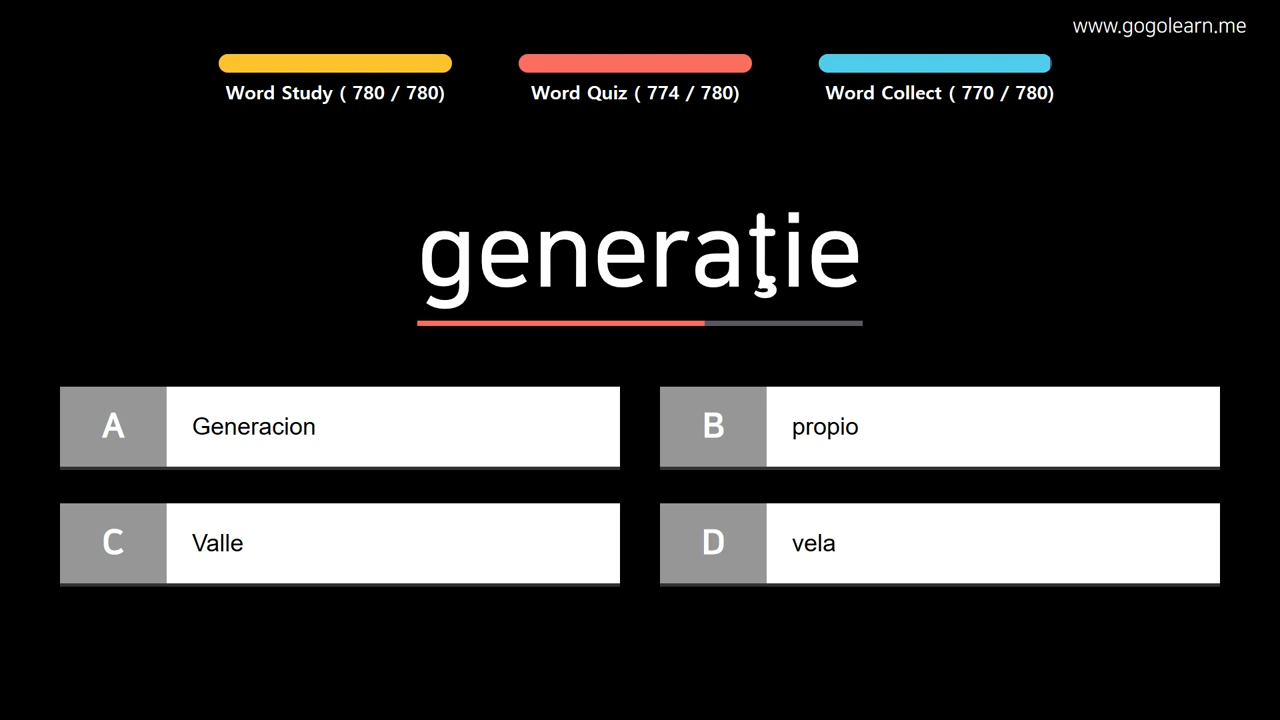 www.gogolearn.me
Word Study ( 780 / 780)
Word Quiz ( 774 / 780)
Word Collect ( 770 / 780)
generaţie
A Generacion
B propio
C Valle
D vela